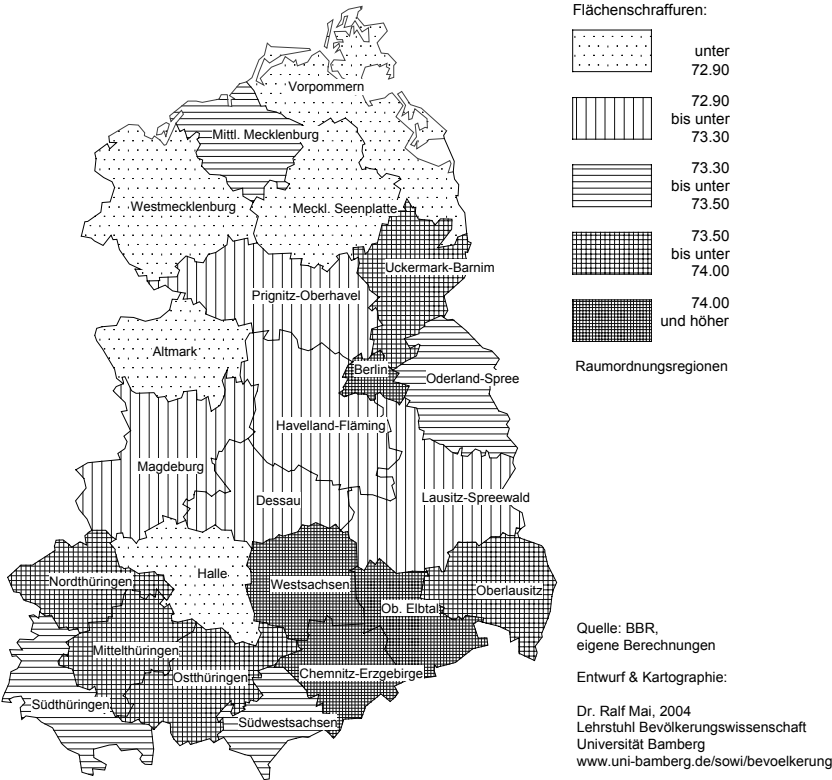 Flächenschraffuren:
unter
72.90
72.90
bis unter
73.30
73.30
bis unter
73.50
73.50
bis unter
74.00
74.00
und höher
Raumordnungsregionen
Vorpommern
Mittl. Mecklenburg
Westmecklenburg
Meckl. Seenplatte
Uckermark-Barnim
Prignitz-Oberhavel
Altmark
Berlin
Oderland-Spree
Havelland-Fläming
Magdeburg
Dessau
Lausitz-Spreewald
Nordthüringen
Halle
Westsachsen
Oberlausitz
Ob. Elbtal
Mittelthüringen
Ostthüringen
Chemnitz-Erzgebirge
Südthüringen
Südwestsachsen
Quelle: BBR,
eigene Berechnungen
Entwurf & Kartographie:
Dr. Ralf Mai, 2004
Lehrstuhl Bevölkerungswissenschaft
Universität Bamberg
www.uni-bamberg.de/sowi/bevoelkerung